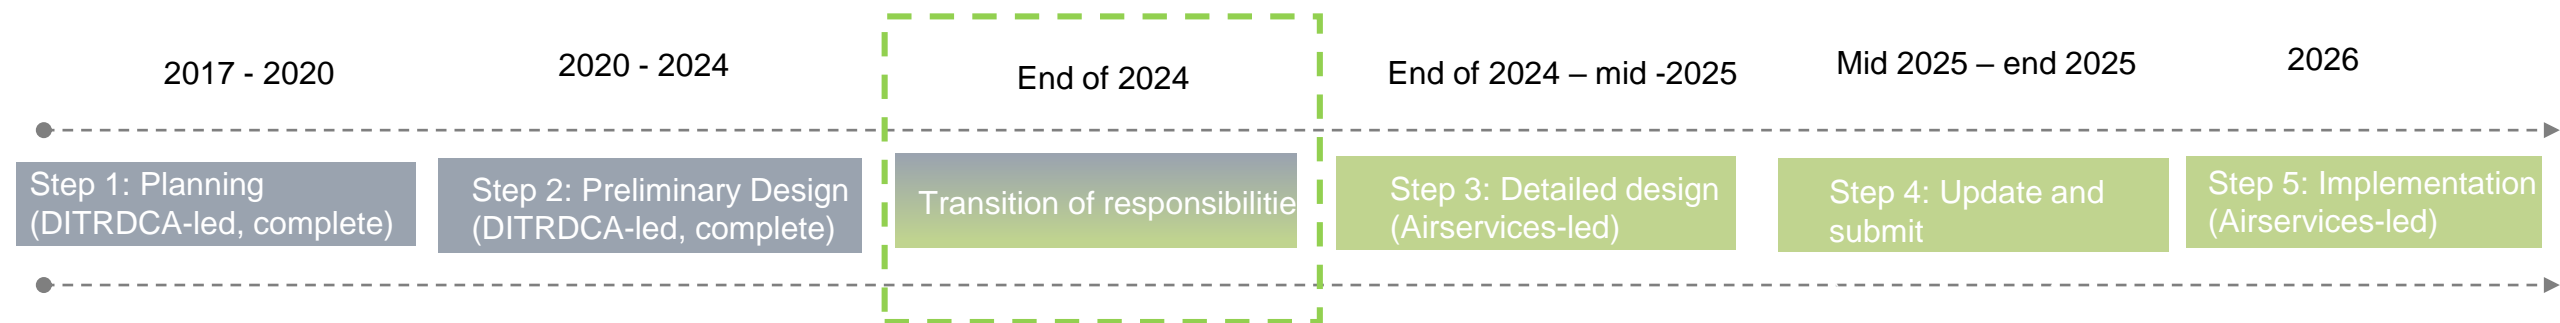 2017 - 2020
2020 - 2024
End of 2024
End of 2024 – mid -2025
Mid 2025 – end 2025
2026
Step 1: Planning
(DITRDCA-led, complete)
Step 2: Preliminary Design
(DITRDCA-led, complete)
Transition of responsibilitie
Step 3: Detailed design
(Airservices-led)
Step 4: Update and
submit
Step 5: Implementation
(Airservices-led)